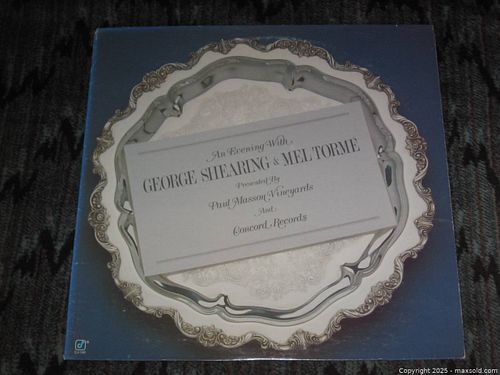 An Evening With
GEORGE SHEARING & MEL TORME
Presented By
Paul Masson Vineyards
And
Concord Records
Copyright 2025 - maxsold.com